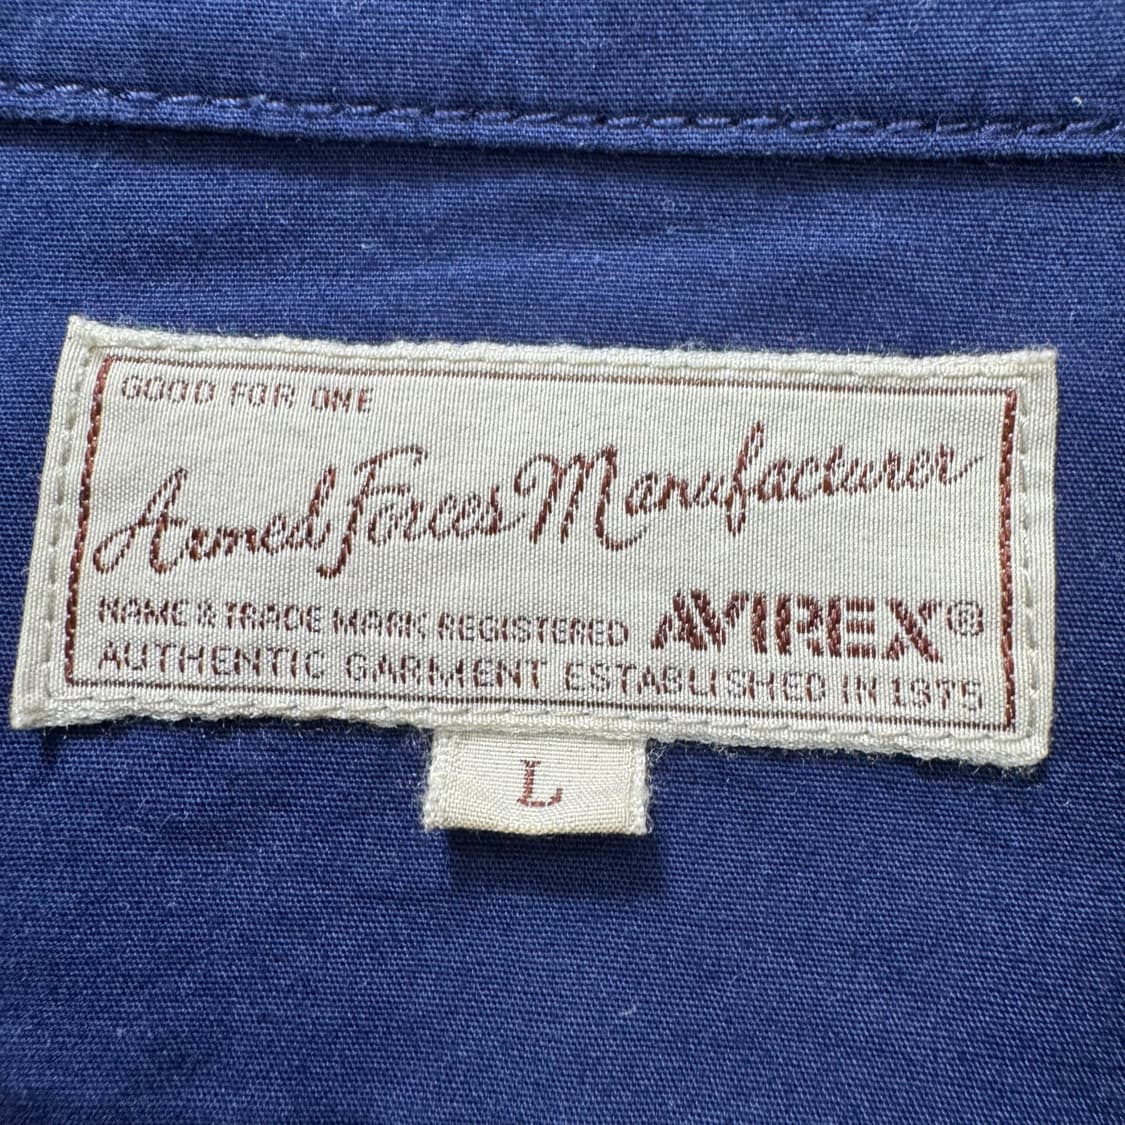 GOOD FOR ONE
Armed Forces Manufacturer
NAME & TRADE MARK REGISTERED AVIREX®
AUTHENTIC GARMENT ESTABLISHED IN 1975
L